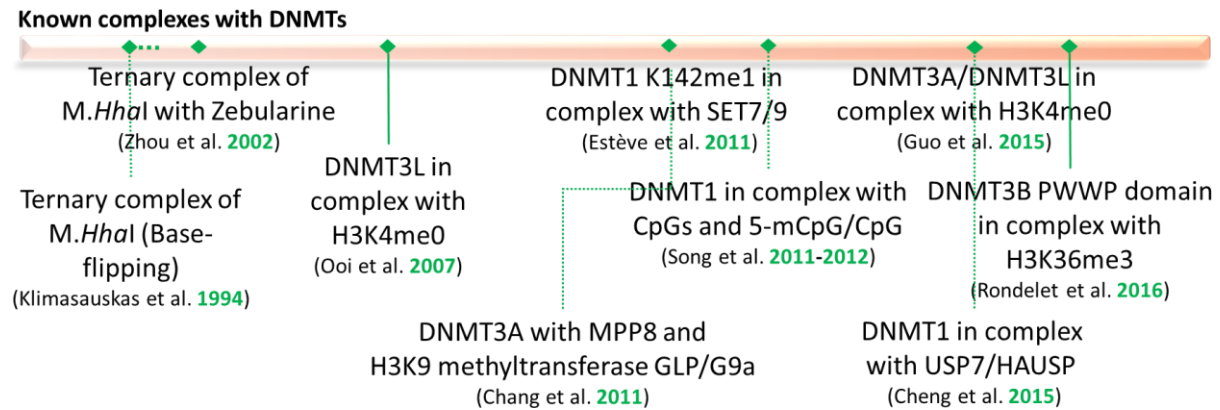 Known complexes with DNMTs
Ternary complex of
M.HhaI with Zebularine
(Zhou et al. 2002)
Ternary complex of
M.HhaI (Base-
flipping)
(Klimasauskas et al. 1994)
DNMT3L in
complex with
H3K4me0
(Ooi et al. 2007)
DNMT1 K142me1 in
complex with SET7/9
(Estève et al. 2011)
DNMT3A with MPP8 and
H3K9 methyltransferase GLP/G9a
(Chang et al. 2011)
DNMT1 in complex with
CpGs and 5-mCpG/CpG
(Song et al. 2011-2012)
DNMT3A/DNMT3L in
complex with H3K4me0
(Guo et al. 2015)
DNMT1 in complex
with USP7/HAUSP
(Cheng et al. 2015)
DNMT3B PWWP domain
in complex with
H3K36me3
(Rondelet et al. 2016)